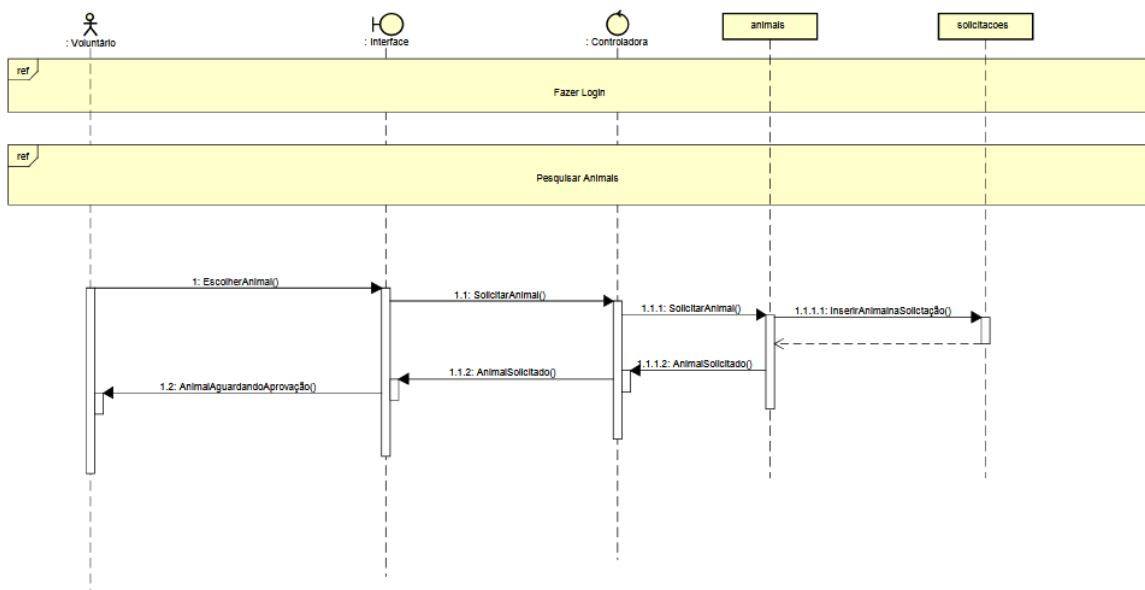 : Voluntário
: Interface
: Controladora
animais
solicitacoes
ref
Fazer Login
ref
Pesquisar Animais
1: EscolherAnimal()
1.1: SolicitarAnimal()
1.1.1: SolicitarAnimal()
1.1.1.1: InserirAnimalnaSolictação()
1.1.1.2: AnimalSolicitado()
1.1.2: AnimalSolicitado()
1.2: AnimalAguardandoAprovação()